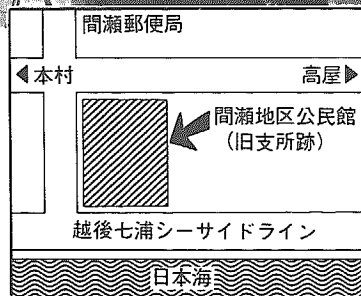 間瀬郵便局
◀本村
高屋▶
間瀬地区公民館
（旧支所跡）
越後七浦シーサイドライン
日本海